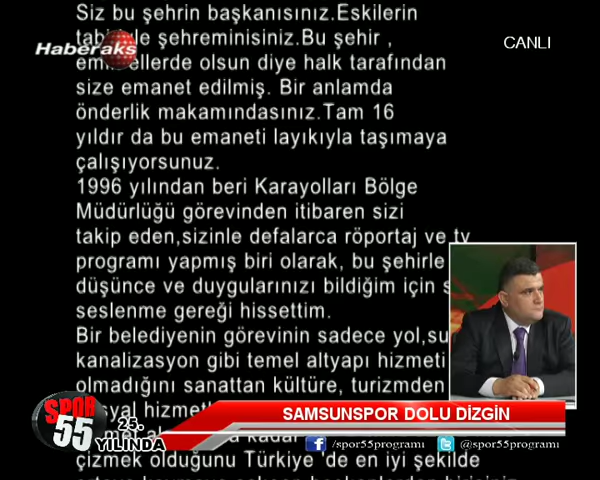 Siz bu şehrin başkanısınız.Eskilerin
şehreminisiniz.Bu şehir ,
Haberaks
CANLI
ellerde olsun diye halk tarafından
size emanet edilmiş. Bir anlamda
önderlik makamındasınız.Tam 16
yıldır da bu emaneti layıkıyla taşımaya
çalışıyorsunuz.
1996 yılından beri Karayolları Bölge
Müdürlüğü görevinden itibaren sizi
takip eden,sizinle defalarca röportaj ve tv
programı yapmış biri olarak, bu şehirle
düşünce ve duygularınızı bildiğim için
seslenme gereği hissettim.
Bir belediyenin görevinin sadece yol,su
kanalizasyon gibi temel altyapı hizmeti
olmadığını sanattan kültüre, turizmden
SPOR
55
25.
YILINDA
SAMSUNSPOR DOLU DİZGİN
/spor55programı
@spor55programı
çizmek olduğunu Türkiye 'de en iyi şekilde